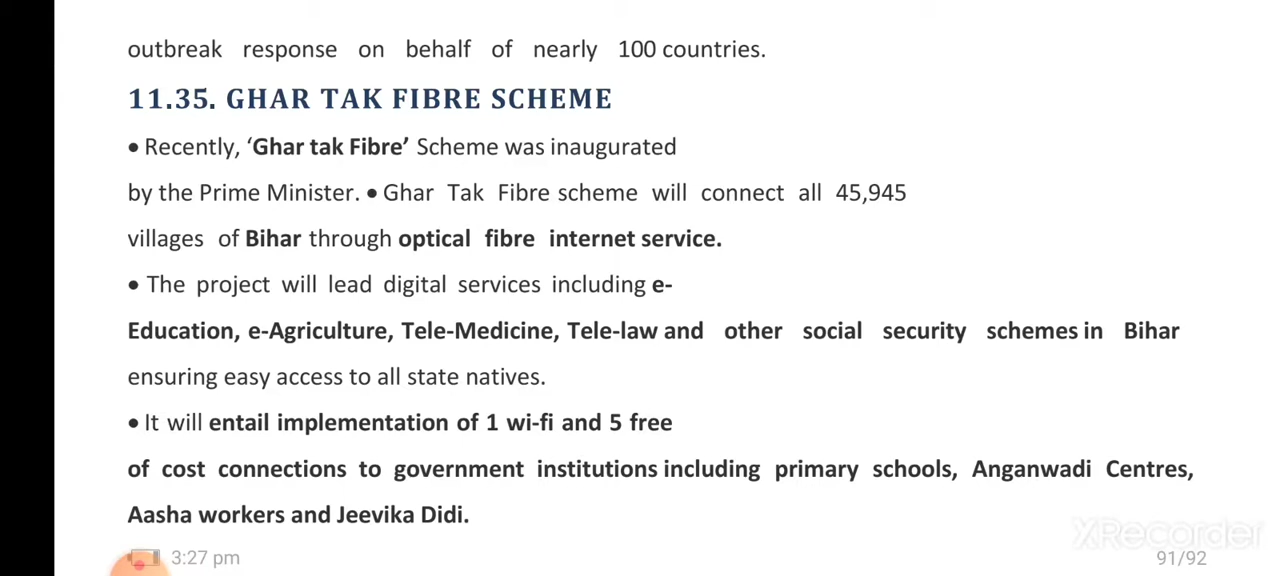 outbreak response on behalf of nearly 100 countries.
11.35. GHAR TAK FIBRE SCHEME
• Recently, ‘Ghar tak Fibre’ Scheme was inaugurated
by the Prime Minister. • Ghar Tak Fibre scheme will connect all 45,945
villages of Bihar through optical fibre internet service.
• The project will lead digital services including e-
Education, e-Agriculture, Tele-Medicine, Tele-law and other social security schemes in Bihar
ensuring easy access to all state natives.
• It will entail implementation of 1 wi-fi and 5 free
of cost connections to government institutions including primary schools, Anganwadi Centres,
Aasha workers and Jeevika Didi.
XRecorder
3:27 pm 91/92